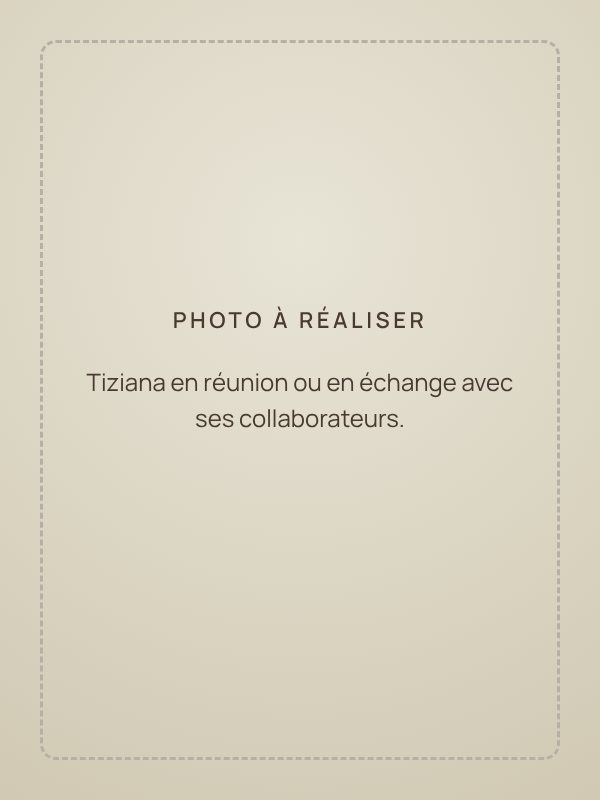 PHOTO À RÉALISER
Tiziana en réunion ou en échange avec
ses collaborateurs.